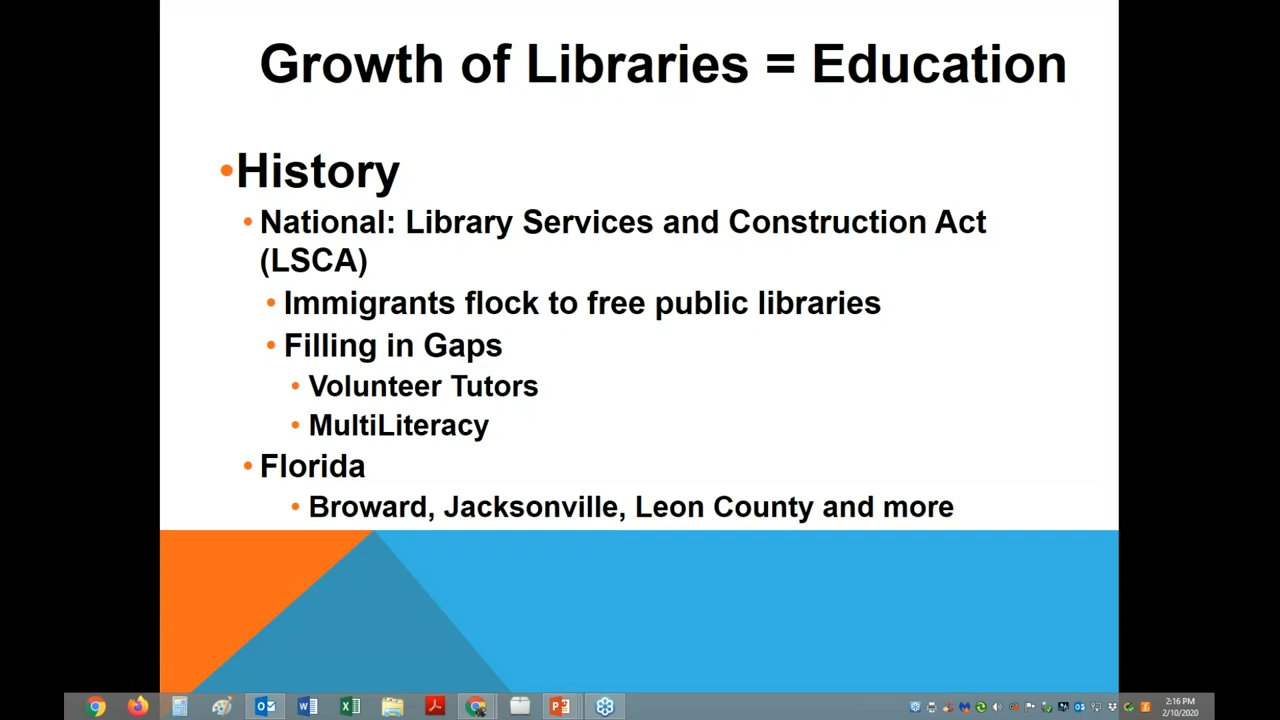 Growth of Libraries = Education
•History
• National: Library Services and Construction Act
(LSCA)
• Immigrants flock to free public libraries
• Filling in Gaps
• Volunteer Tutors
• MultiLiteracy
• Florida
• Broward, Jacksonville, Leon County and more
2:16 PM
2/10/2020